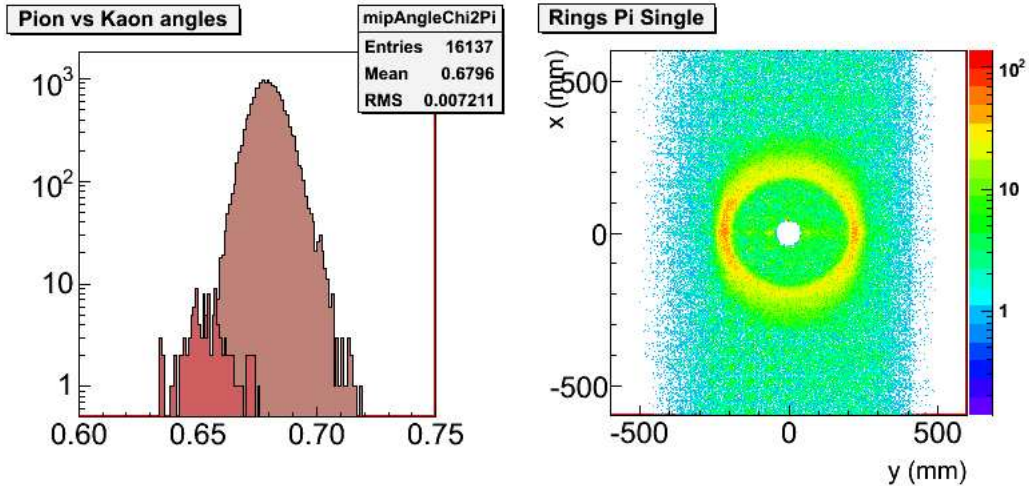 Pion vs Kaon angles
mipAngleChi2Pi
Entries 16137
Mean 0.6796
RMS 0.007211
10³
10²
10
1
0.60 0.65 0.70 0.75
Rings Pi Single
x (mm)
500
0
-500
-500 0 500
y (mm)
10²
10
1